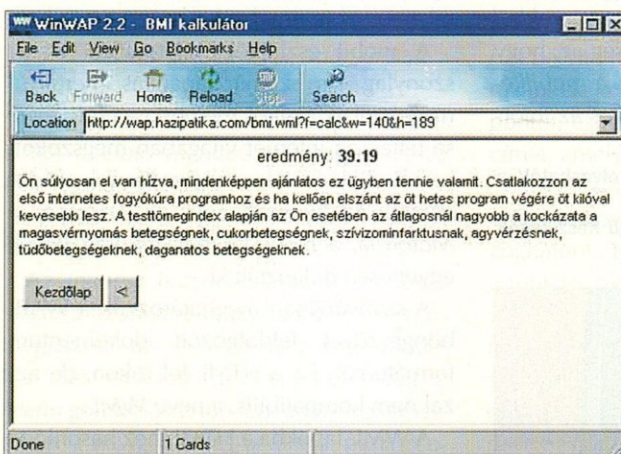 WinWAP 2.2 - BMI kalkulátor
File Edit View Go Bookmarks Help
Back Forward Home Reload Stop Search
Location http://wap.hazipatika.com/bmi.wml?f=calc&w=140&h=189
eredmény: 39.19
Ön súlyosan el van hízva, mindenképpen ajánlatos ez ügyben tennie valamit. Csatlakozzon az
első internetes fogyókúra programhoz és ha kellően elszánt az öt hetes program végére öt kilóval
kevesebb lesz. A testtömegindex alapján az Ön esetében az átlagosnál nagyobb a kockázata a
magasvérnyomás betegségnek, cukorbetegségnek, szívizominfarktusnak, agyvérzésnek,
tüdőbetegségeknek, daganatos betegségeknek.
Kezdőlap <
Done 1 Cards